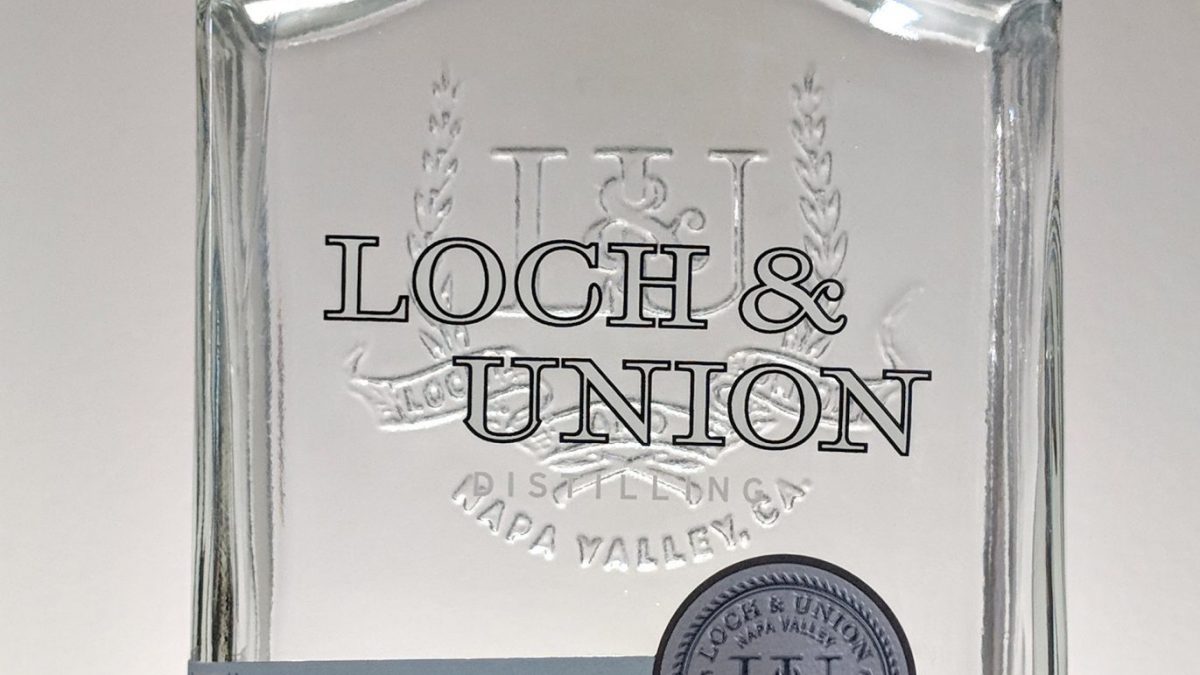 L&U
LOCH &
UNION
DISTILLING
NAPA VALLEY, CA
LOCH & UNION
NAPA VALLEY